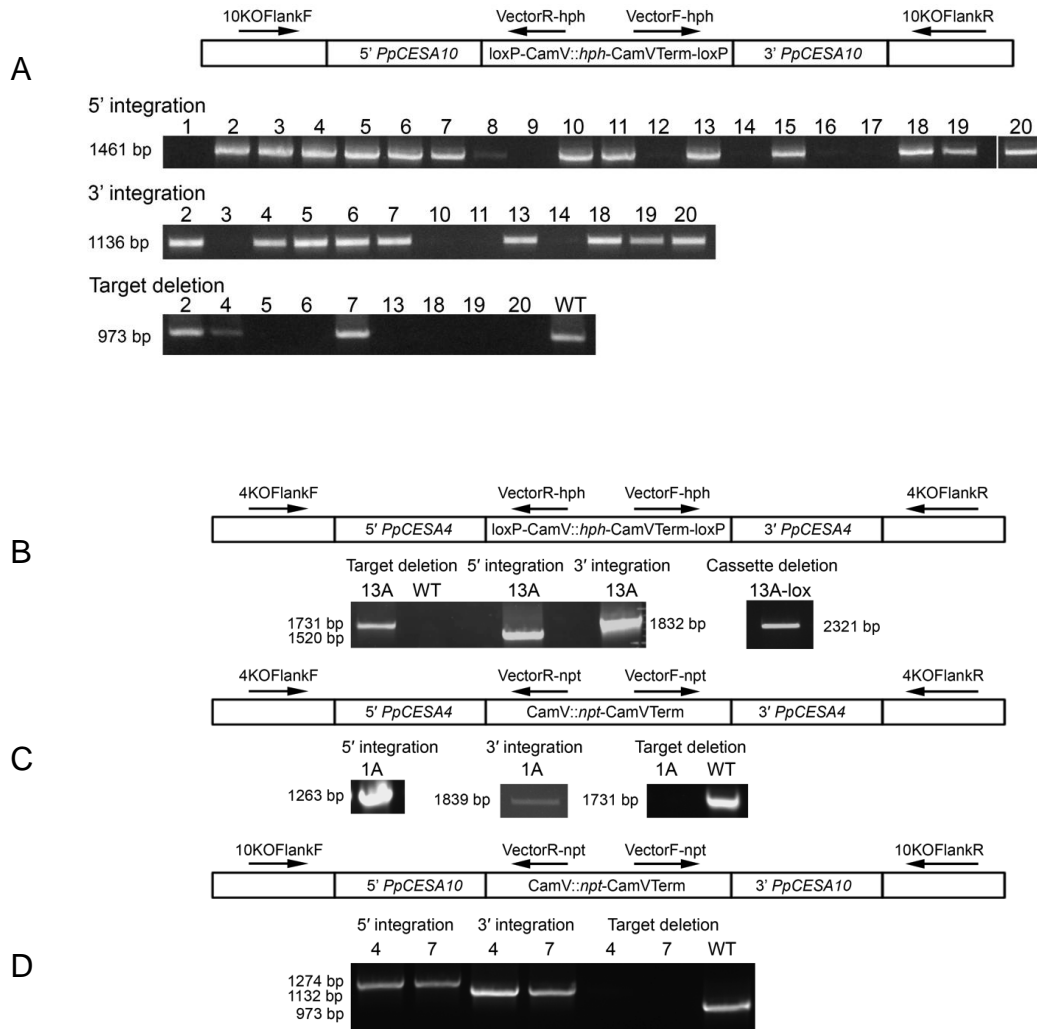 A
10KOFlankF VectorR-hph VectorF-hph 10KOFlankR
5' PpCESA10 loxP-CamV::hph-CamVTerm-loxP 3' PpCESA10
5' integration
1 2 3 4 5 6 7 8 9 10 11 12 13 14 15 16 17 18 19 20
1461 bp
3' integration
2 3 4 5 6 7 10 11 13 14 18 19 20
1136 bp
Target deletion
2 4 5 6 7 13 18 19 20 WT
973 bp
B
4KOFlankF VectorR-hph VectorF-hph 4KOFlankR
5' PpCESA4 loxP-CamV::hph-CamVTerm-loxP 3' PpCESA4
Target deletion 5' integration 3' integration Cassette deletion
13A WT 13A 13A 13A-lox
1731 bp 1832 bp 2321 bp
1520 bp
C
4KOFlankF VectorR-npt VectorF-npt 4KOFlankR
5' PpCESA4 CamV::npt-CamVTerm 3' PpCESA4
5' integration 3' integration Target deletion
1A 1A 1A WT
1263 bp 1839 bp 1731 bp
D
10KOFlankF VectorR-npt VectorF-npt 10KOFlankR
5' PpCESA10 CamV::npt-CamVTerm 3' PpCESA10
5' integration 3' integration Target deletion
4 7 4 7 4 7 WT
1274 bp
1132 bp
973 bp